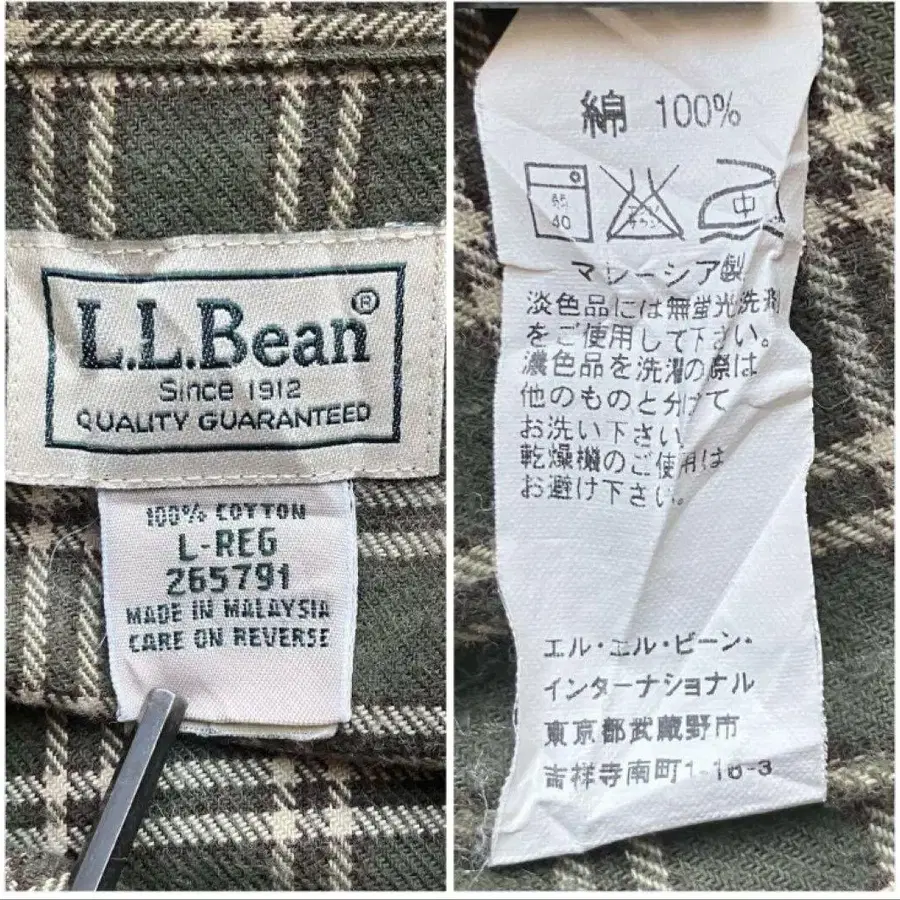 L.L.Bean®
Since 1912
QUALITY GUARANTEED
100% COTTON
L-REG
265791
MADE IN MALAYSIA
CARE ON REVERSE
綿 100%
40
中
マレーシア製
淡色品には無蛍光洗剤
をご使用して下さい。
濃色品を洗濯の際は
他のものと分けて
お洗い下さい
乾燥機のご使用は
お避け下さい。
エル・エル・ビーン・
インターナショナル
東京都武蔵野市
吉祥寺南町1-16-3